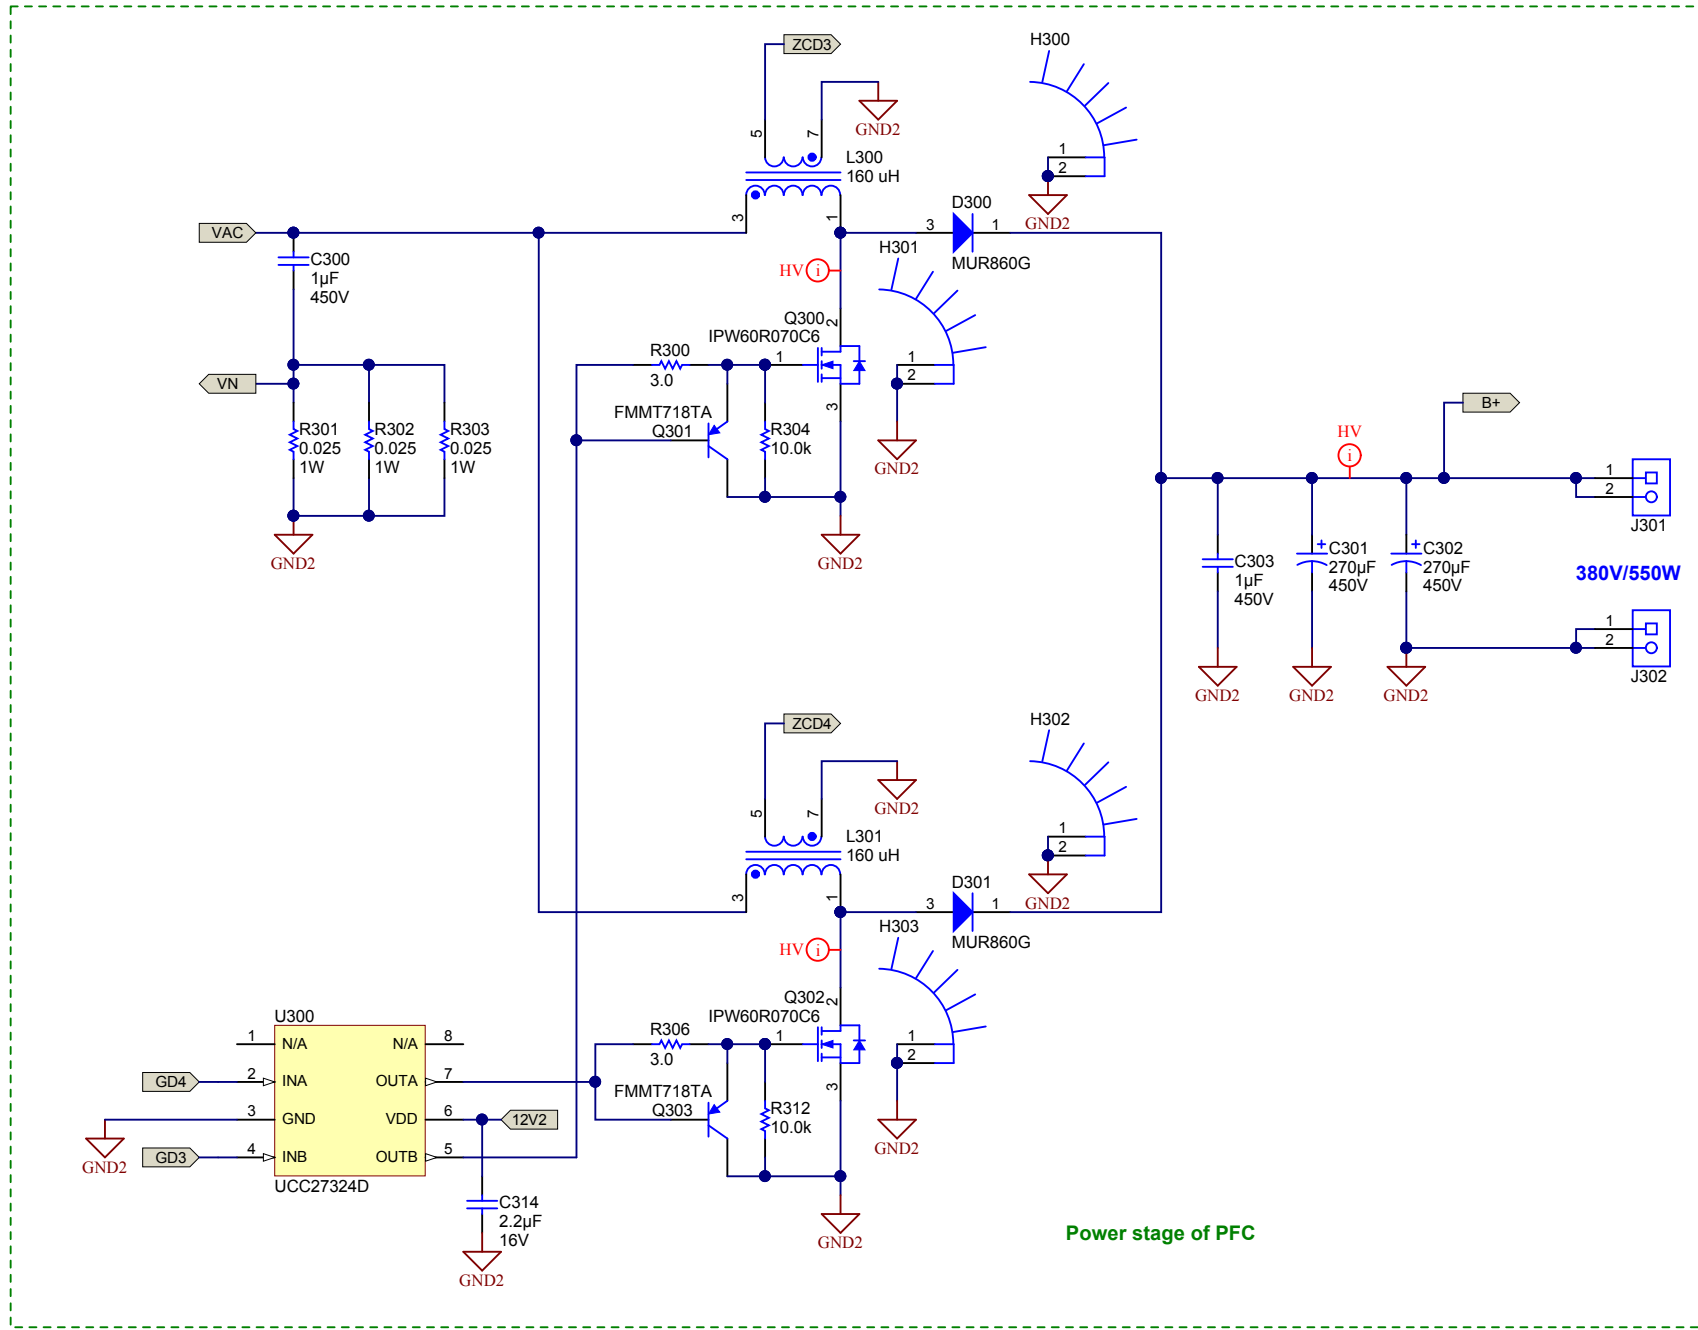 ZCD3
GND2
5
7
L300
160 uH
3
1
H300
1
2
GND2
VAC
C300
1µF
450V
D300
3
1
MUR860G
HV
i
H301
1
2
GND2
Q300
IPW60R070C6
2
1
3
R300
3.0
FMMT718TA
Q301
R304
10.0k
GND2
VN
R301
0.025
1W
R302
0.025
1W
R303
0.025
1W
GND2
B+
HV
i
1
2
J301
C303
1µF
450V
+
C301
270µF
450V
+
C302
270µF
450V
380V/550W
1
2
J302
GND2
GND2
GND2
ZCD4
GND2
5
7
L301
160 uH
3
1
H302
1
2
GND2
D301
3
1
MUR860G
HV
i
H303
1
2
GND2
Q302
IPW60R070C6
2
1
3
R306
3.0
FMMT718TA
Q303
R312
10.0k
GND2
U300
1
N/A
N/A
8
GD4
2
INA
OUTA
7
3
GND
VDD
6
12V2
GND2
GD3
4
INB
OUTB
5
UCC27324D
C314
2.2µF
16V
GND2
Power stage of PFC